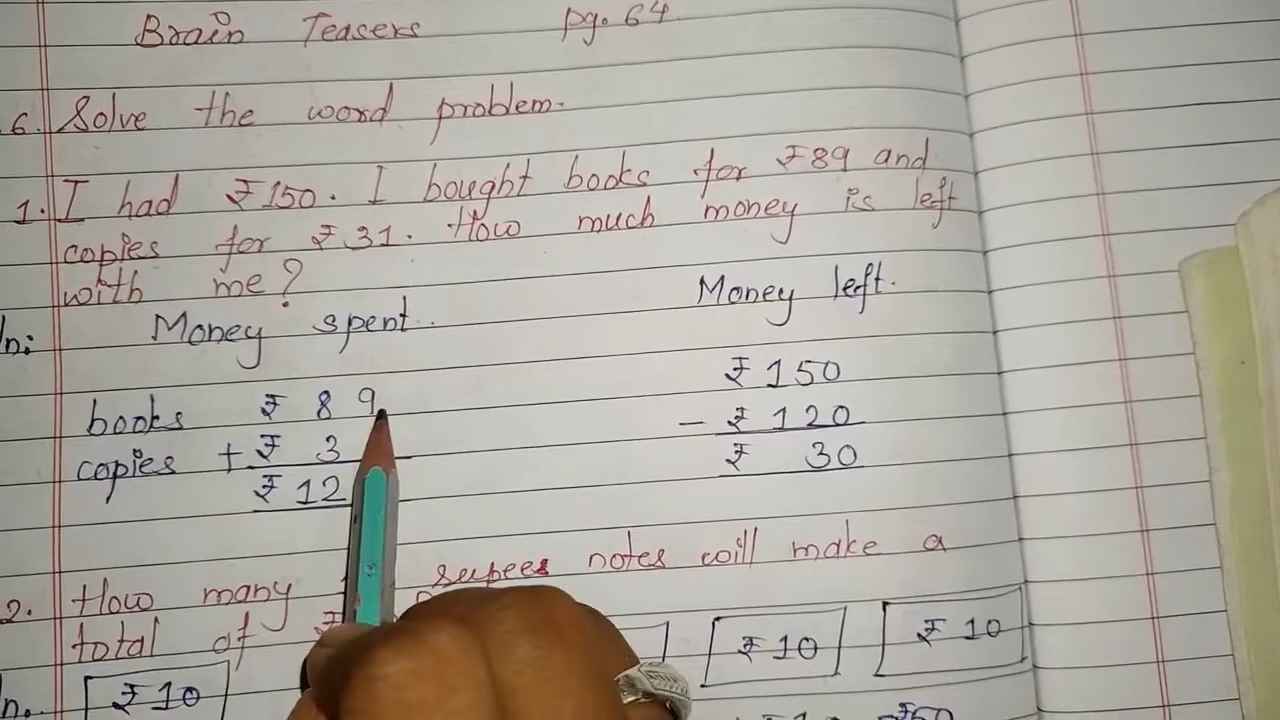 Brain Teasers pg. 64
6. Solve the word problem.
1. I had ₹150. I bought books for ₹89 and
copies for ₹31. How much money is left
with me?
n: Money spent. Money left.
books ₹ 8 9 ₹ 150
copies + ₹ 3 - ₹ 120
₹ 12 ₹ 30
2. How many rupees notes will make a
total of ₹
n. ₹10 ₹10 ₹10
₹50